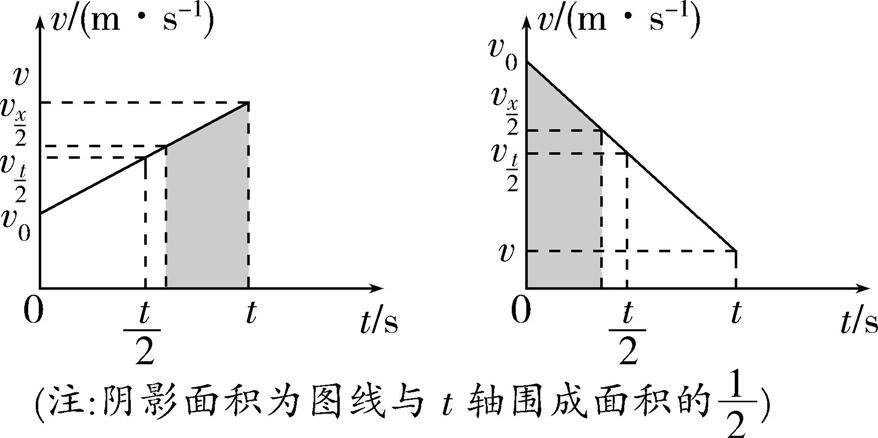 v/(m·s⁻¹)
v
v_{x/2}
v_{t/2}
v₀
0
t/2
t
t/s
v/(m·s⁻¹)
v₀
v_{x/2}
v_{t/2}
v
0
t/2
t
t/s
(注:阴影面积为图线与 t 轴围成面积的1/2)